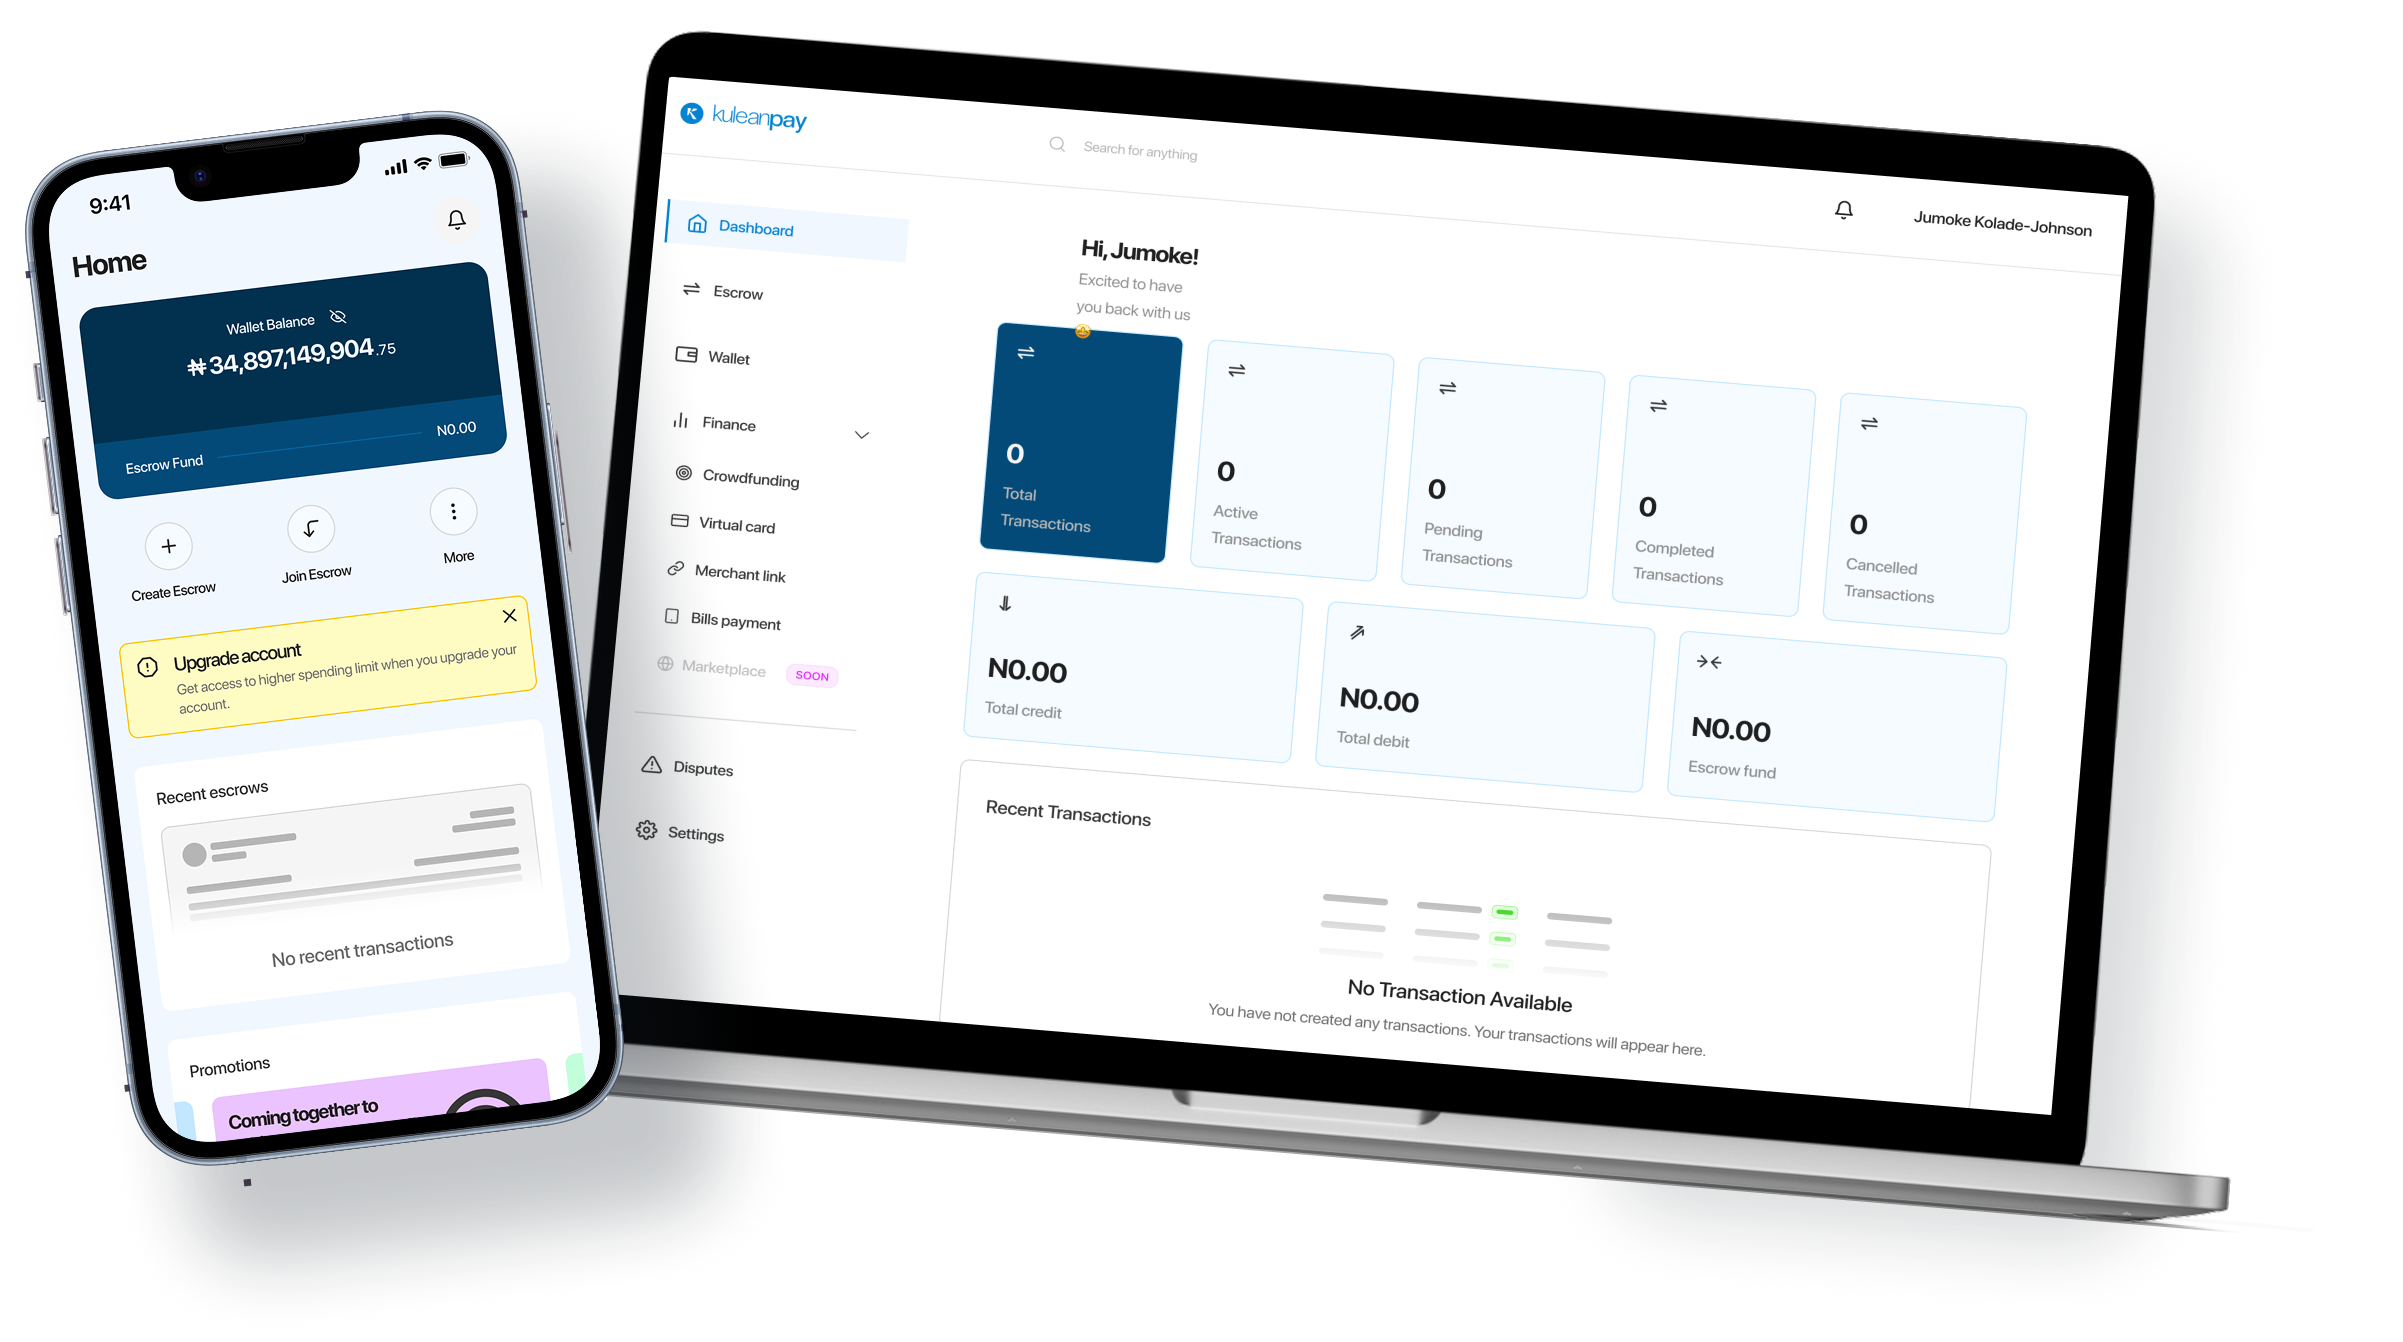 9:41
Home
Wallet Balance
₦34,897,149,904.75
Escrow Fund
N0.00
Create Escrow
Join Escrow
More
Upgrade account
Get access to higher spending limit when you upgrade your
account.
Recent escrows
No recent transactions
Promotions
Coming together to
kuleanpay
Search for anything
Jumoke Kolade-Johnson
Dashboard
Escrow
Wallet
Finance
Crowdfunding
Virtual card
Merchant link
Bills payment
Marketplace
SOON
Disputes
Settings
Hi, Jumoke!
Excited to have
you back with us
0
Total
Transactions
0
Active
Transactions
0
Pending
Transactions
0
Completed
Transactions
0
Cancelled
Transactions
N0.00
Total credit
N0.00
Total debit
N0.00
Escrow fund
Recent Transactions
No Transaction Available
You have not created any transactions. Your transactions will appear here.